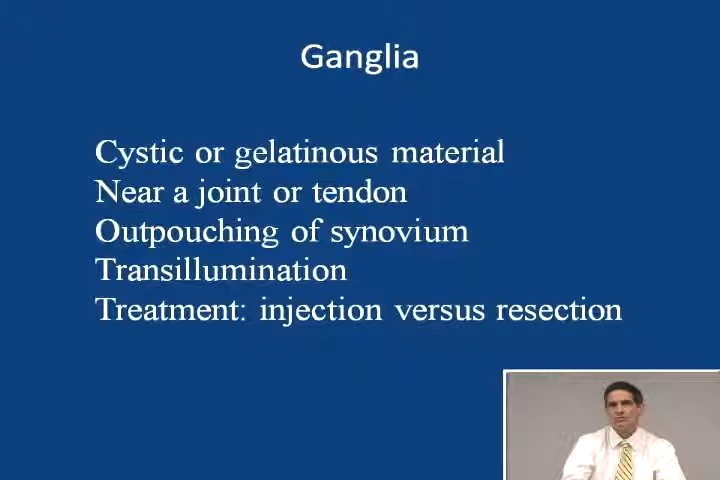 Ganglia
Cystic or gelatinous material
Near a joint or tendon
Outpouching of synovium
Transillumination
Treatment: injection versus resection